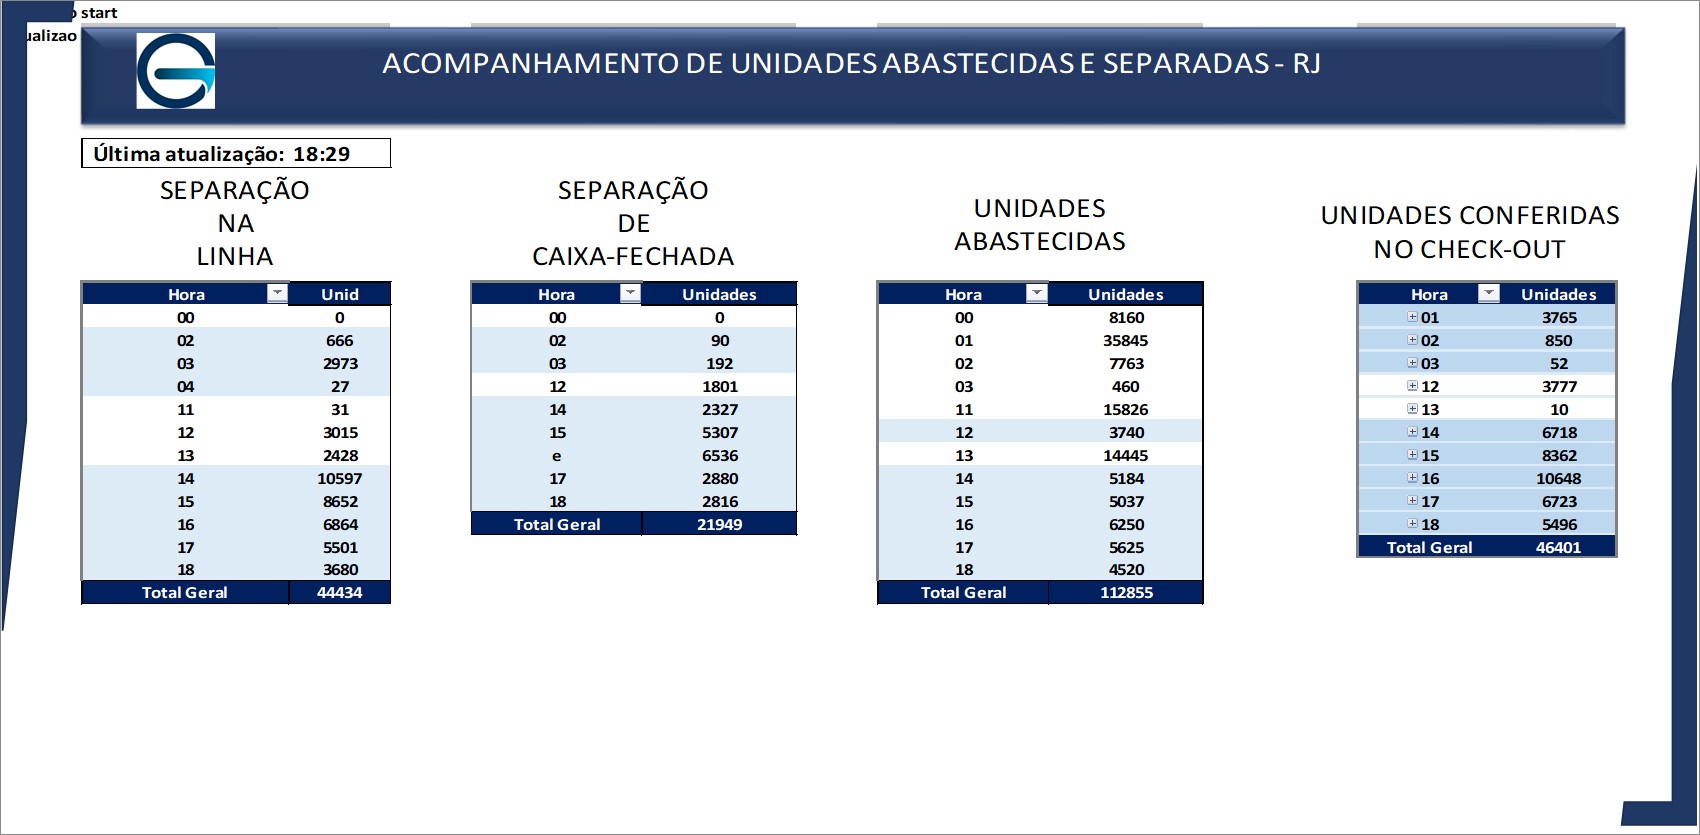 start
ualizao
ACOMPANHAMENTO DE UNIDADES ABASTECIDAS E SEPARADAS - RJ
Última atualização: 18:29
SEPARAÇÃO
NA
LINHA
Hora Unid
00 0
02 666
03 2973
04 27
11 31
12 3015
13 2428
14 10597
15 8652
16 6864
17 5501
18 3680
Total Geral 44434
SEPARAÇÃO
DE
CAIXA-FECHADA
Hora Unidades
00 0
02 90
03 192
12 1801
14 2327
15 5307
e 6536
17 2880
18 2816
Total Geral 21949
UNIDADES
ABASTECIDAS
Hora Unidades
00 8160
01 35845
02 7763
03 460
11 15826
12 3740
13 14445
14 5184
15 5037
16 6250
17 5625
18 4520
Total Geral 112855
UNIDADES CONFERIDAS
NO CHECK-OUT
Hora Unidades
01 3765
02 850
03 52
12 3777
13 10
14 6718
15 8362
16 10648
17 6723
18 5496
Total Geral 46401